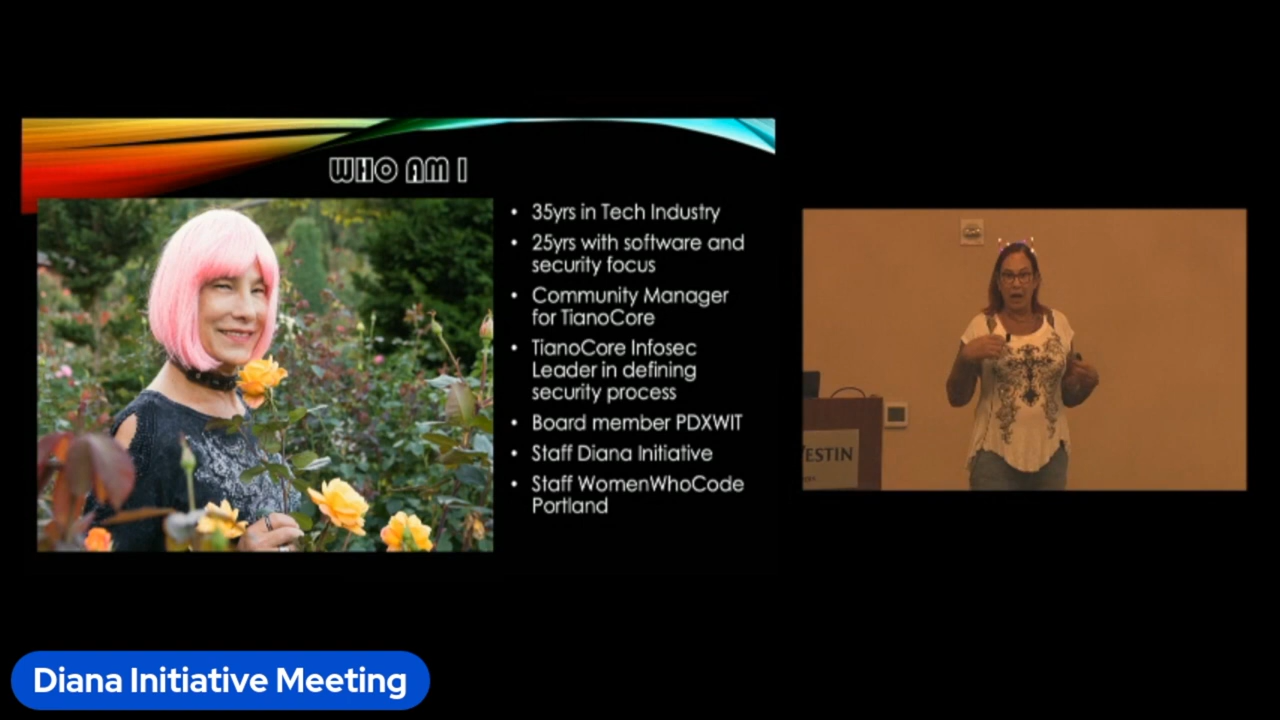 WHO AM I
• 35yrs in Tech Industry
• 25yrs with software and
security focus
• Community Manager
for TianoCore
• TianoCore Infosec
Leader in defining
security process
• Board member PDXWIT
• Staff Diana Initiative
• Staff WomenWhoCode
Portland
ESTIN
Diana Initiative Meeting